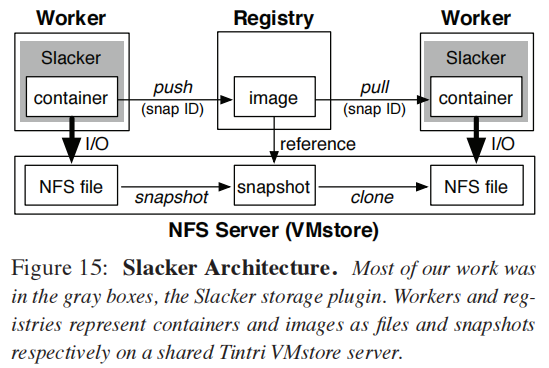 Worker Registry Worker
Slacker Slacker
push pull
container image container
(snap ID) (snap ID)
I/O reference I/O
NFS file snapshot NFS file
snapshot clone
NFS Server (VMstore)
Figure 15: Slacker Architecture. Most of our work was
in the gray boxes, the Slacker storage plugin. Workers and reg-
istries represent containers and images as files and snapshots
respectively on a shared Tintri VMstore server.